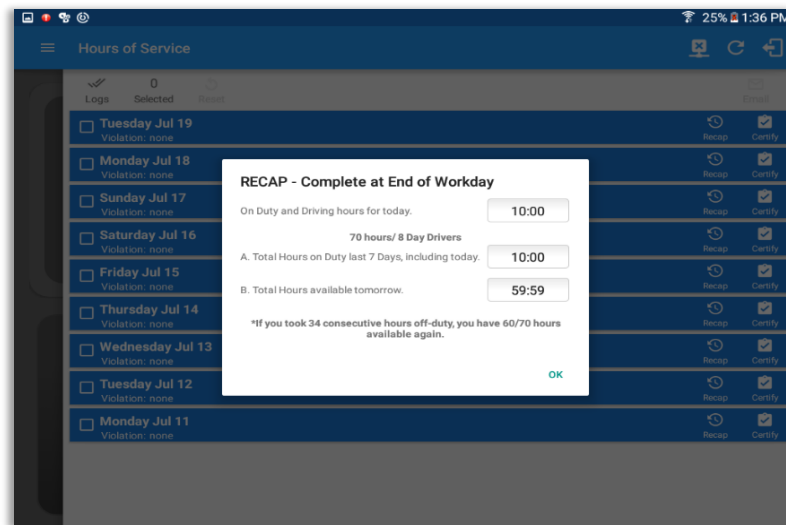 25% 1:36 PM
Hours of Service
0
Logs Selected Reset Email
Tuesday Jul 19
Violation: none
Recap Certify
Monday Jul 18
Violation: none
Recap Certify
Sunday Jul 17
Violation: none
Recap Certify
Saturday Jul 16
Violation: none
Recap Certify
Friday Jul 15
Violation: none
Recap Certify
Thursday Jul 14
Violation: none
Recap Certify
Wednesday Jul 13
Violation: none
Recap Certify
Tuesday Jul 12
Violation: none
Recap Certify
Monday Jul 11
Violation: none
Recap Certify
RECAP - Complete at End of Workday
On Duty and Driving hours for today. 10:00
70 hours/ 8 Day Drivers
A. Total Hours on Duty last 7 Days, including today. 10:00
B. Total Hours available tomorrow. 59:59
*If you took 34 consecutive hours off-duty, you have 60/70 hours
available again.
OK